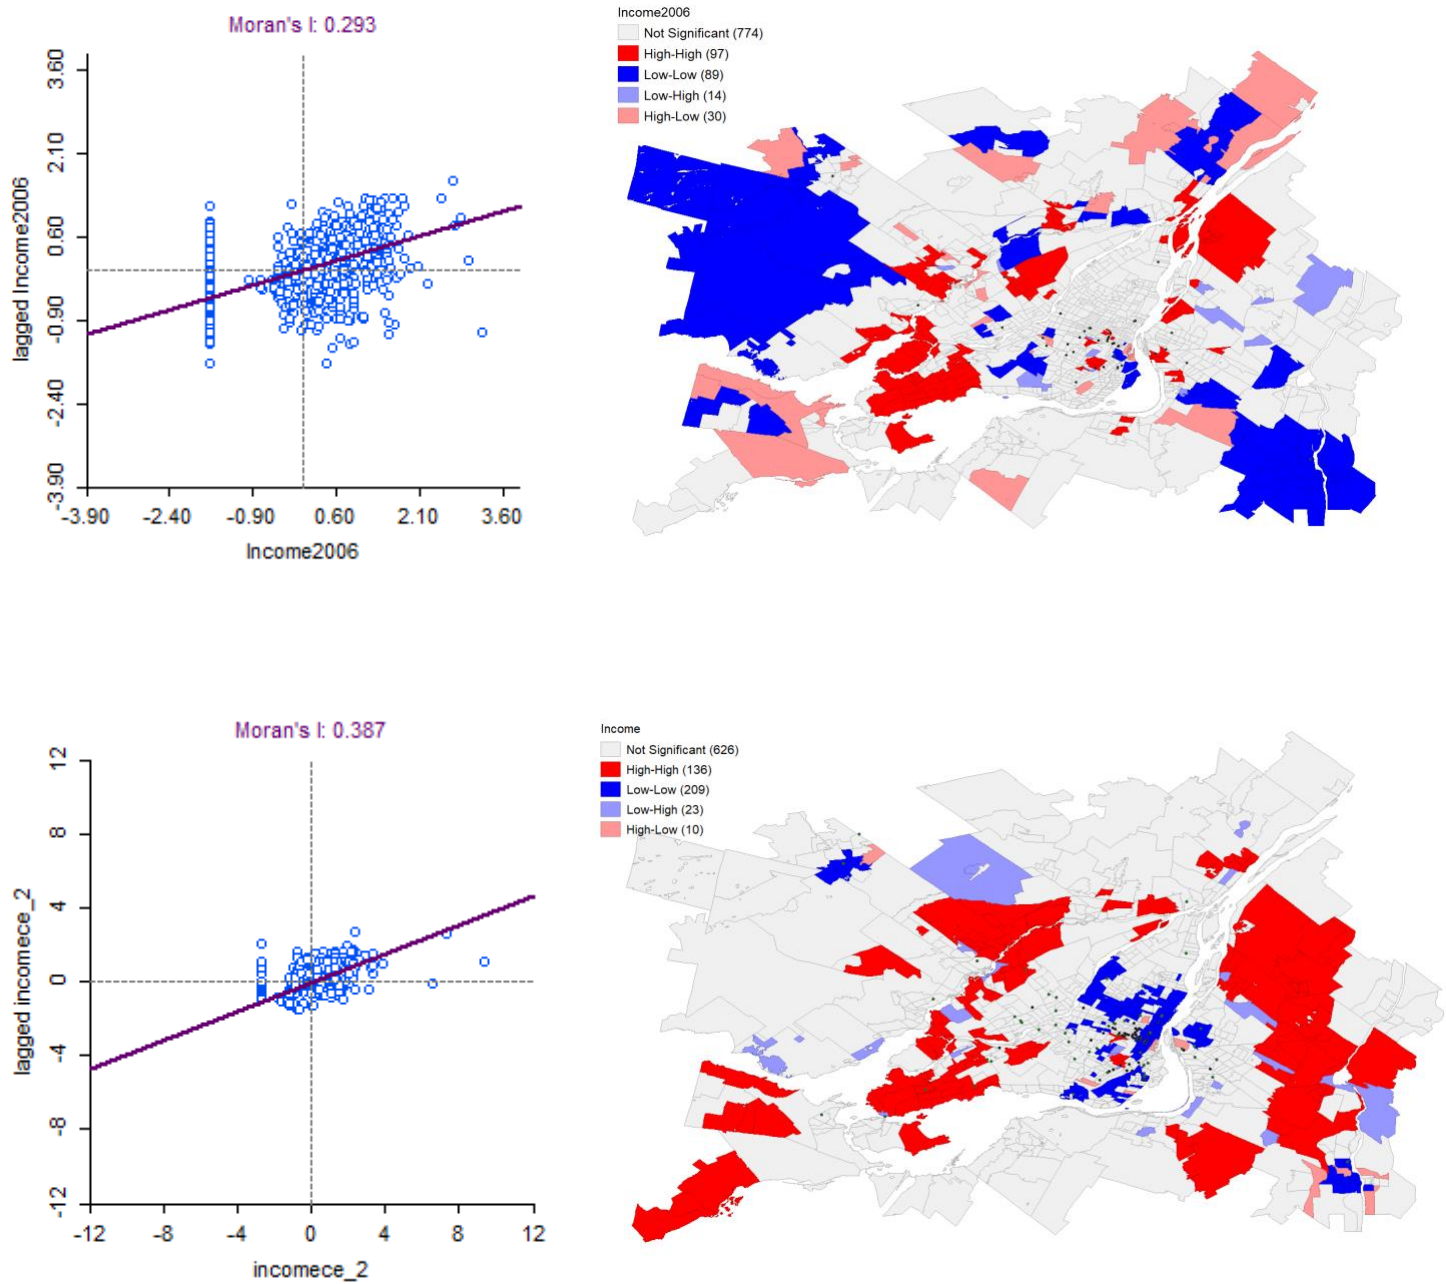 Moran's I: 0.293
lagged Income2006
3.60
2.10
0.60
-0.90
-2.40
-3.90
-3.90 -2.40 -0.90 0.60 2.10 3.60
Income2006
Income2006
Not Significant (774)
High-High (97)
Low-Low (89)
Low-High (14)
High-Low (30)
Moran's I: 0.387
lagged incomece_2
12
8
4
0
-4
-8
-12
-12 -8 -4 0 4 8 12
incomece_2
Income
Not Significant (626)
High-High (136)
Low-Low (209)
Low-High (23)
High-Low (10)